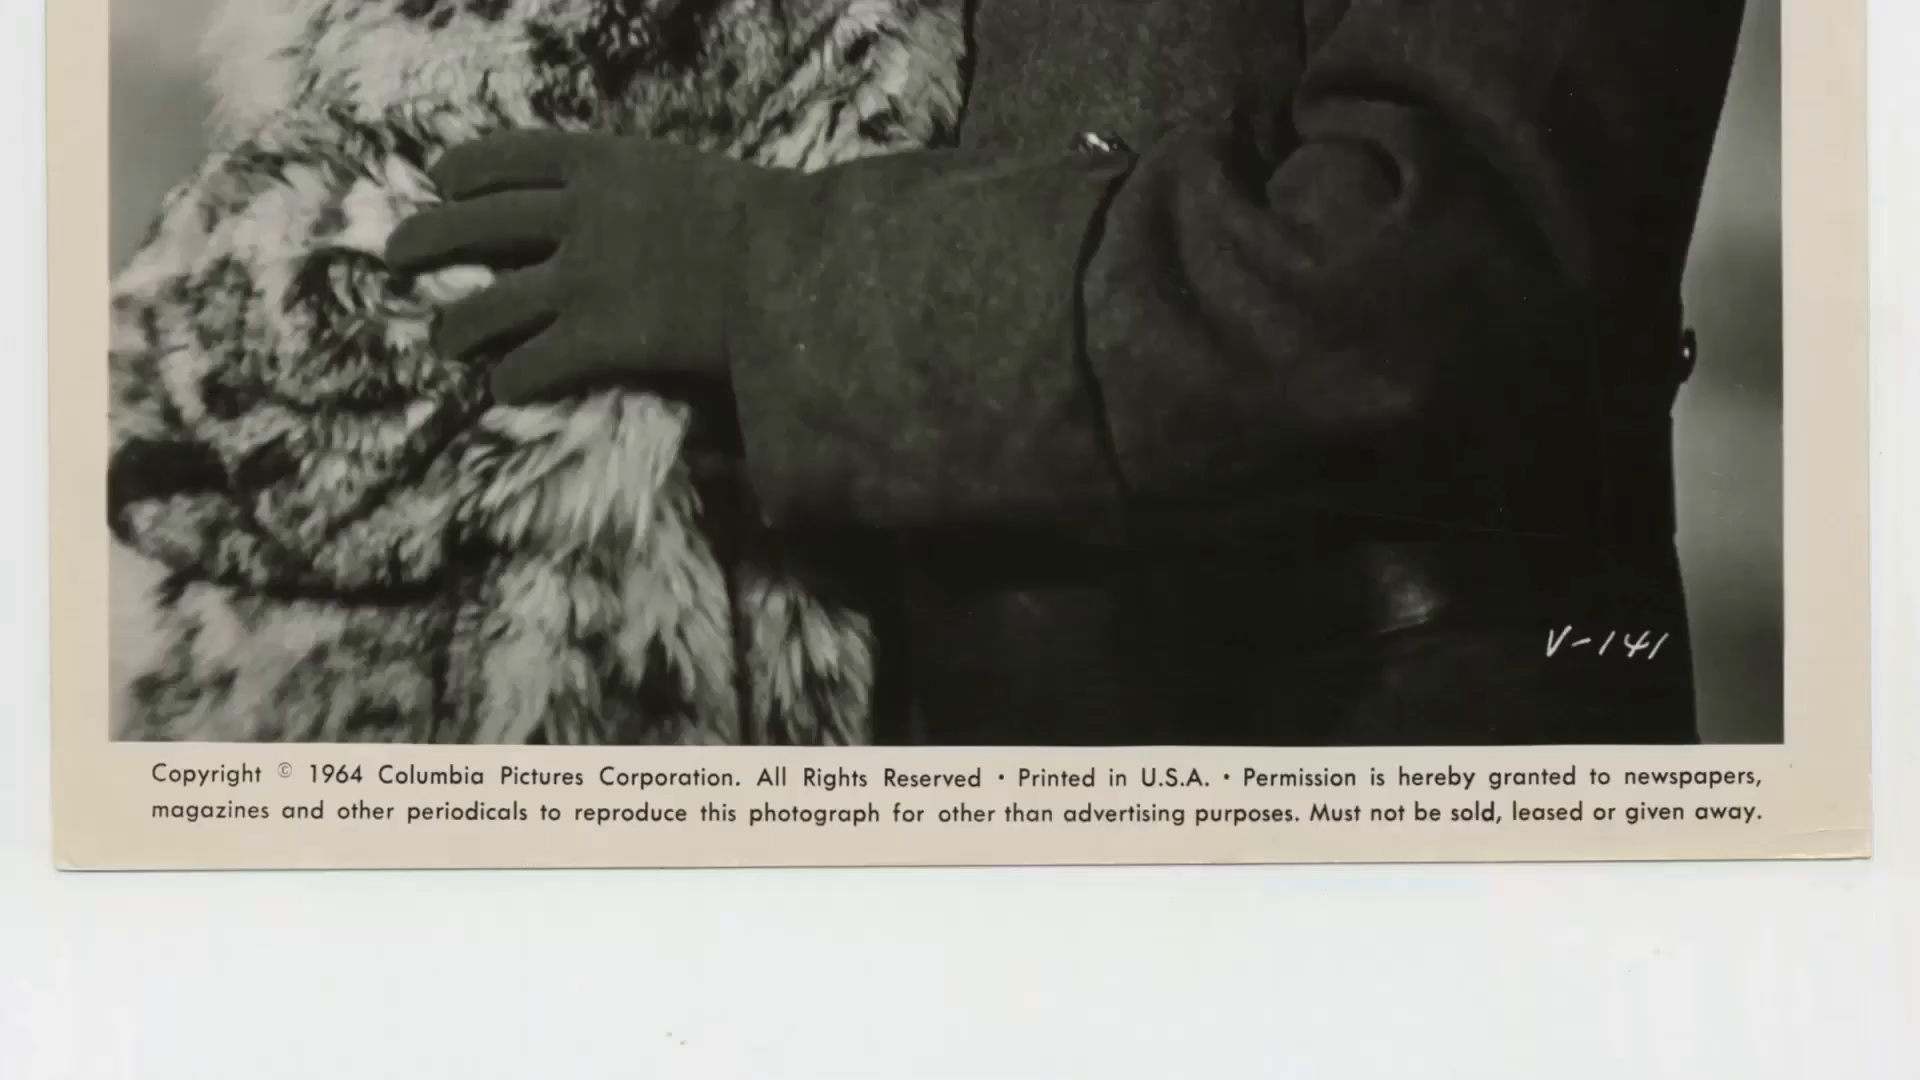 V-141
Copyright © 1964 Columbia Pictures Corporation. All Rights Reserved • Printed in U.S.A. • Permission is hereby granted to newspapers,
magazines and other periodicals to reproduce this photograph for other than advertising purposes. Must not be sold, leased or given away.